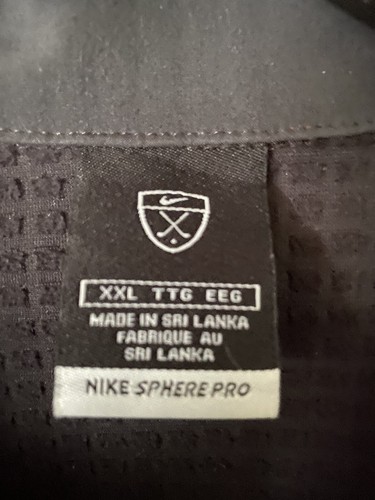 XXL TTG EEG
MADE IN SRI LANKA
FABRIQUE AU
SRI LANKA
NIKE SPHERE PRO